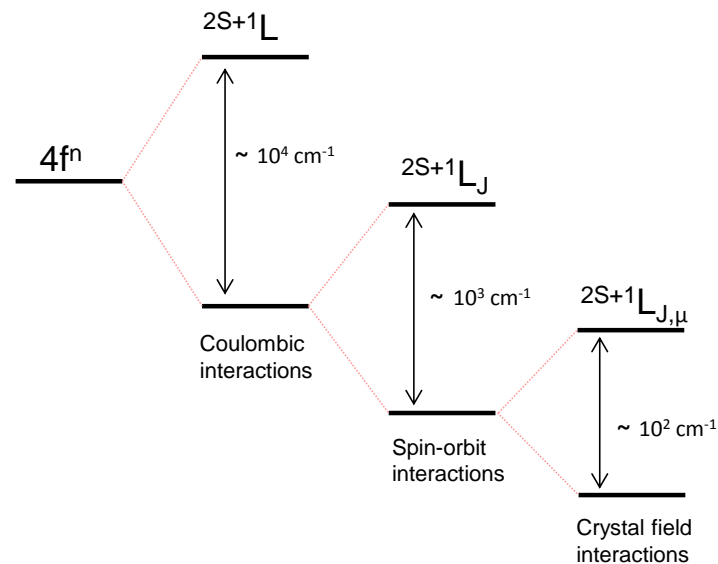 ²ˢ⁺¹L
4fⁿ
~ 10⁴ cm⁻¹
²ˢ⁺¹L_J
~ 10³ cm⁻¹
²ˢ⁺¹L_J,μ
Coulombic
interactions
~ 10² cm⁻¹
Spin-orbit
interactions
Crystal field
interactions